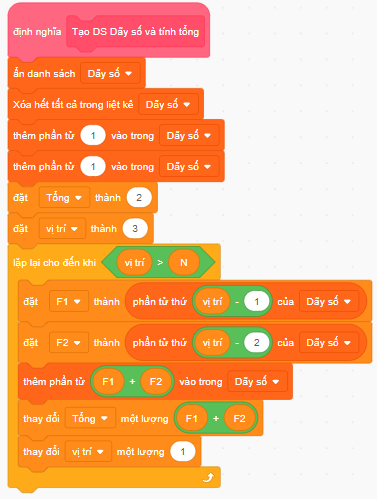 định nghĩa Tạo DS Dãy số và tính tổng
ẩn danh sách Dãy số
Xóa hết tất cả trong liệt kê Dãy số
thêm phần tử 1 vào trong Dãy số
thêm phần tử 1 vào trong Dãy số
đặt Tổng thành 2
đặt vị trí thành 3
lặp lại cho đến khi vị trí > N
đặt F1 thành phần tử thứ vị trí - 1 của Dãy số
đặt F2 thành phần tử thứ vị trí - 2 của Dãy số
thêm phần tử F1 + F2 vào trong Dãy số
thay đổi Tổng một lượng F1 + F2
thay đổi vị trí một lượng 1